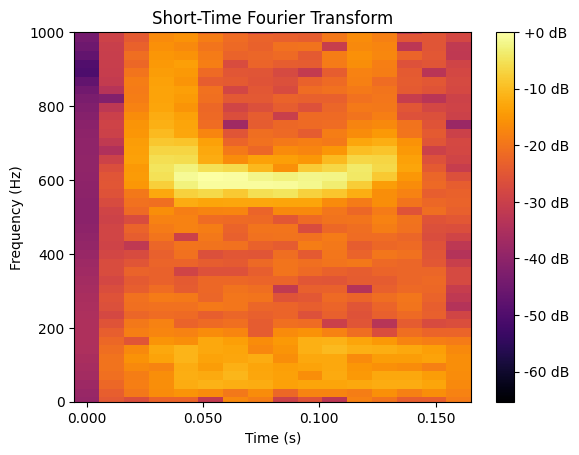 Short-Time Fourier Transform
1000
800
600
400
200
0
Frequency (Hz)
0.000
0.050
0.100
0.150
Time (s)
+0 dB
-10 dB
-20 dB
-30 dB
-40 dB
-50 dB
-60 dB